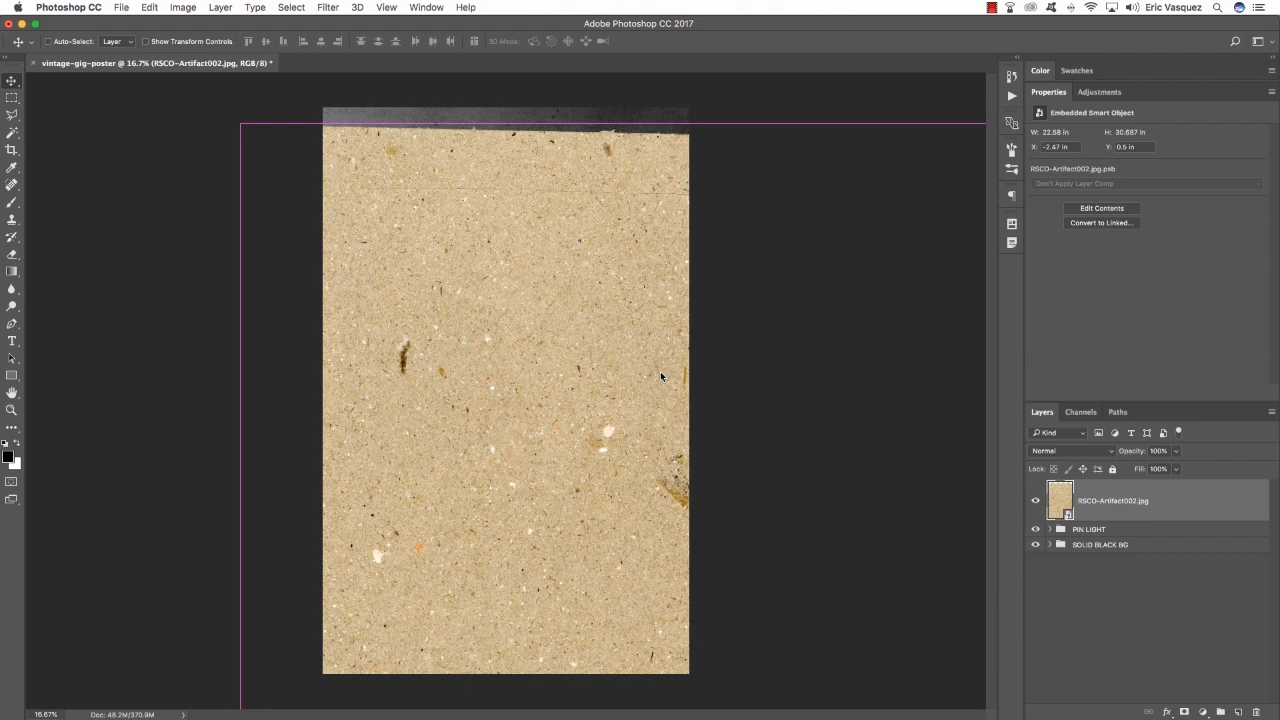 Photoshop CC File Edit Image Layer Type Select Filter 3D View Window Help Eric Vasquez
Adobe Photoshop CC 2017
Auto-Select: Layer Show Transform Controls 3D Mode:
× vintage-gig-poster @ 16.7% (RSCO-Artifact002.jpg, RGB/8) *
Color Swatches
Properties Adjustments
Embedded Smart Object
W: 22.58 in H: 30.687 in
X: -2.47 in Y: 0.5 in
RSCO-Artifact002.jpg.psb
Don't Apply Layer Comp
Edit Contents
Convert to Linked...
Layers Channels Paths
Kind
Normal Opacity: 100%
Lock: Fill: 100%
RSCO-Artifact002.jpg
PIN LIGHT
SOLID BLACK BG
16.67% Doc: 48.2M/370.9M